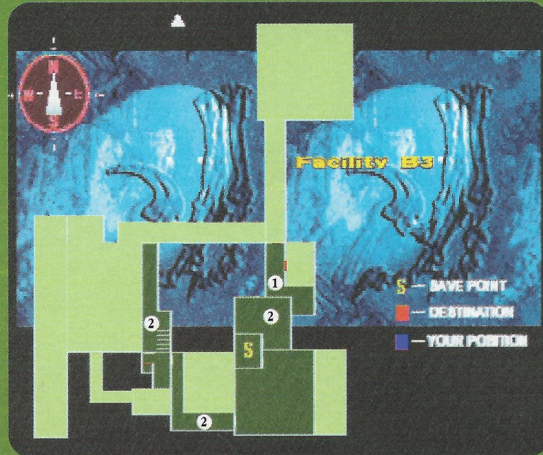 N
W
E
S
Facility B3
1
2
2
S
2
S — SAVE POINT
— DESTINATION
— YOUR POSITION